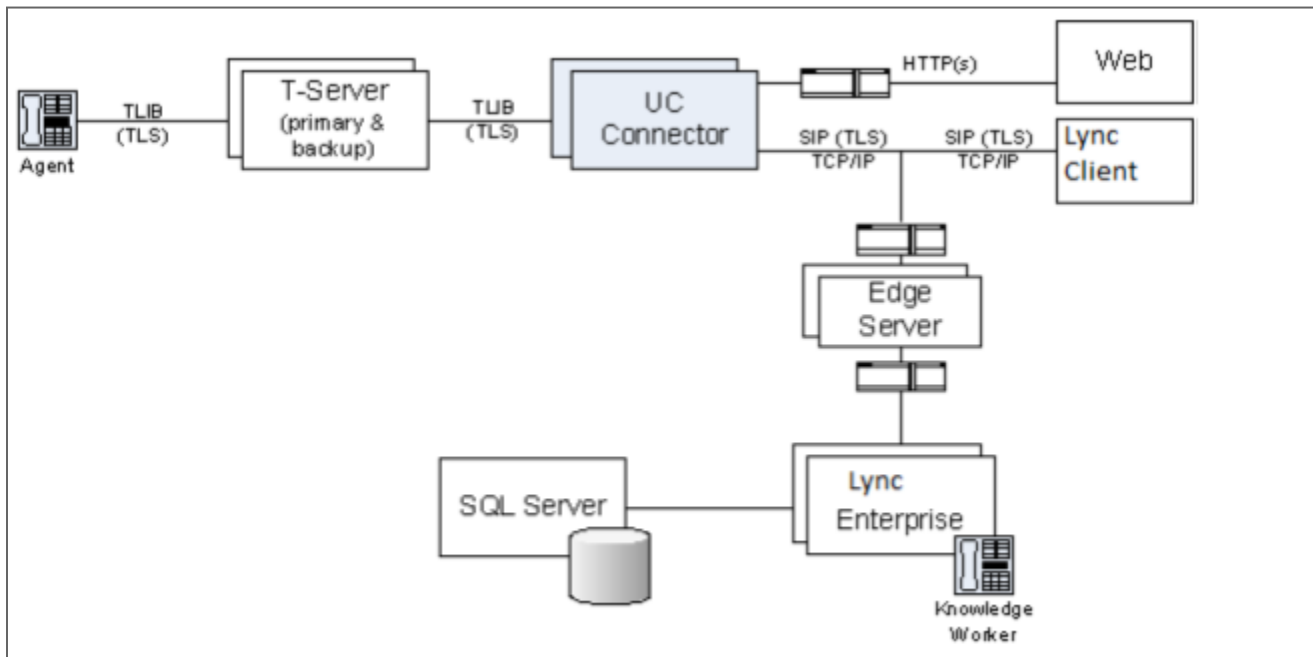 Agent
TLIB
(TLS)
T-Server
(primary &
backup)
TLIB
(TLS)
UC
Connector
HTTP(s)
Web
SIP (TLS)
TCP/IP
SIP (TLS)
TCP/IP
Lync
Client
Edge
Server
SQL Server
Lync
Enterprise
Knowledge
Worker